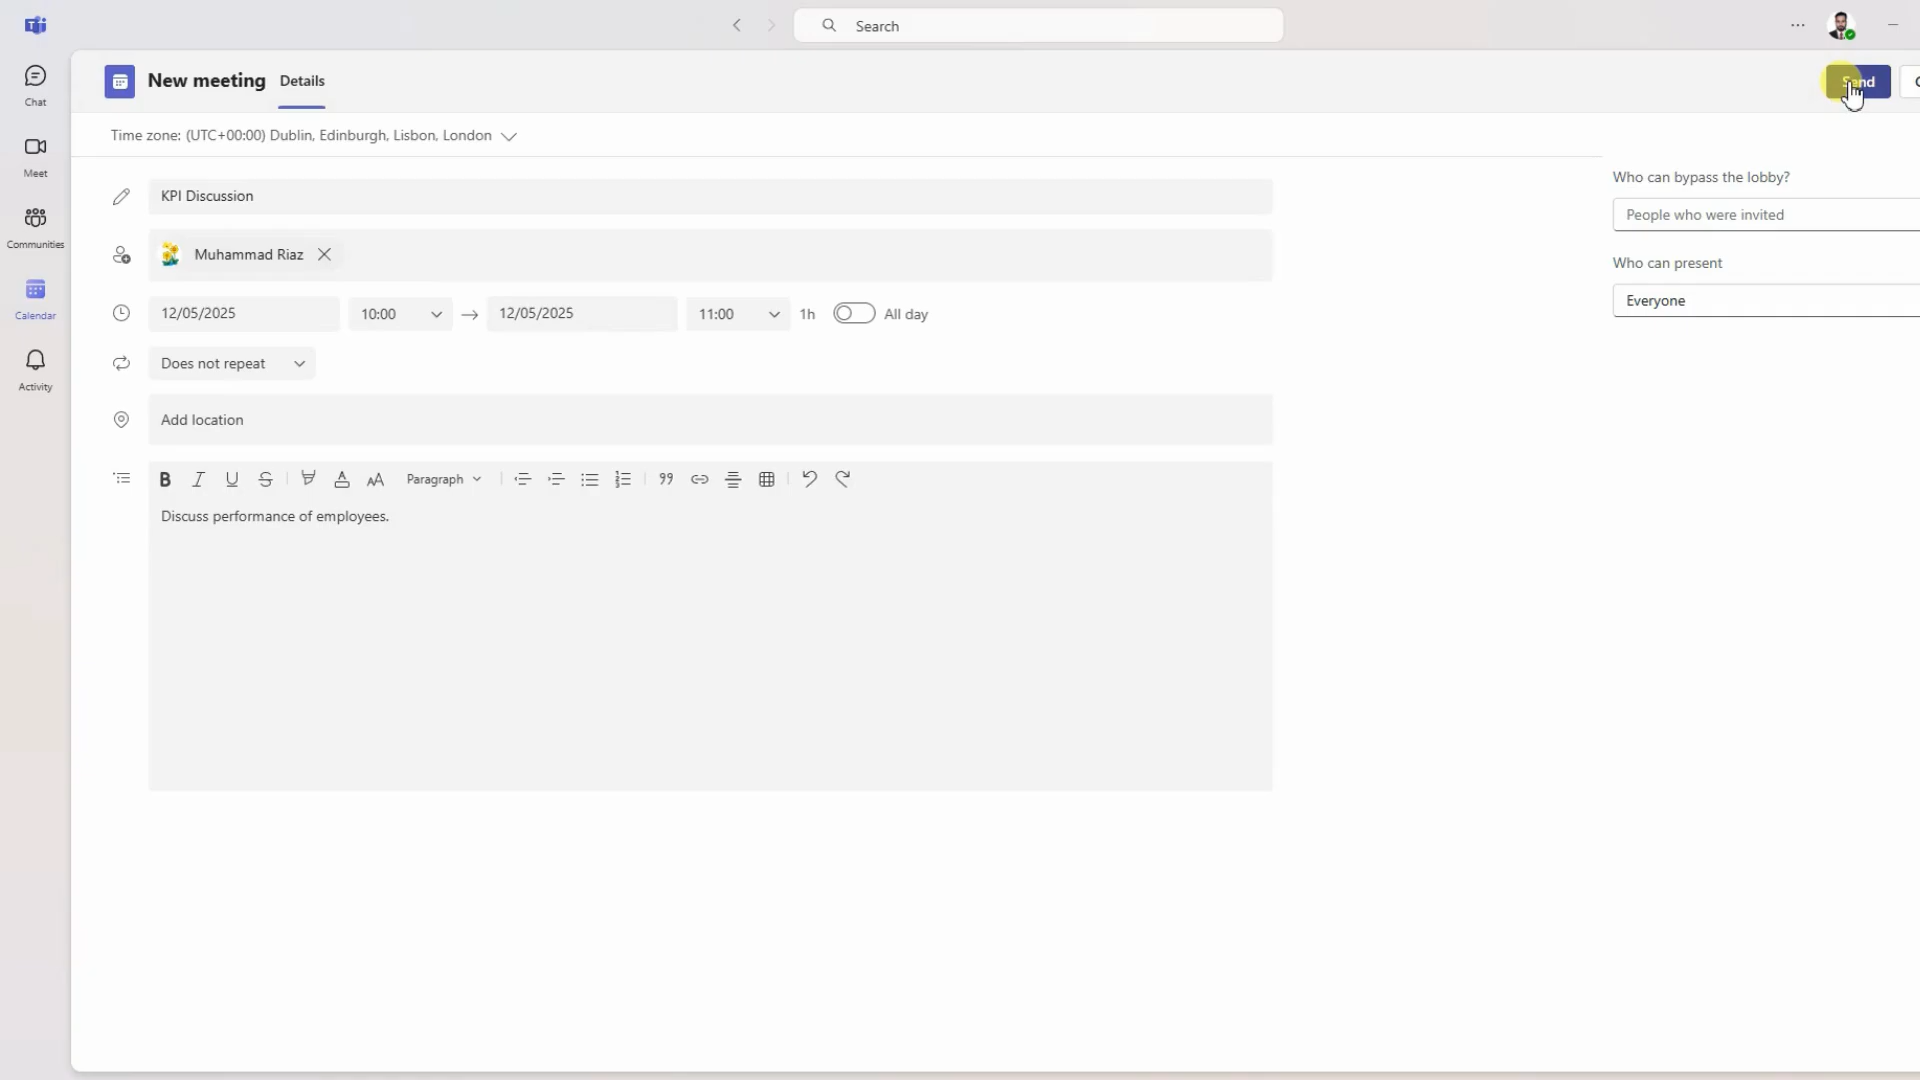 Search
Chat
Meet
Communities
Calendar
Activity
New meeting
Details
Send
Time zone: (UTC+00:00) Dublin, Edinburgh, Lisbon, London
KPI Discussion
Muhammad Riaz
12/05/2025
10:00
12/05/2025
11:00
1h
All day
Does not repeat
Add location
B I U S
AA
Paragraph
Discuss performance of employees.
Who can bypass the lobby?
People who were invited
Who can present
Everyone